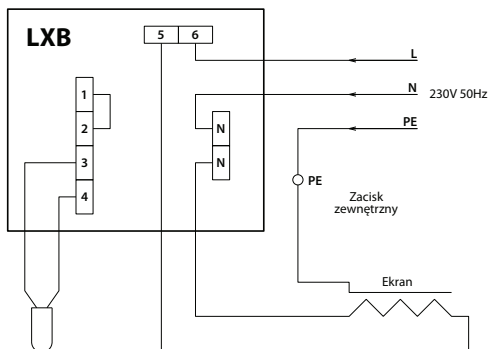 LXB
5 6
L
N 230V 50Hz
PE
1
2
3
4
N
N
PE
Zacisk
zewnętrzny
Ekran